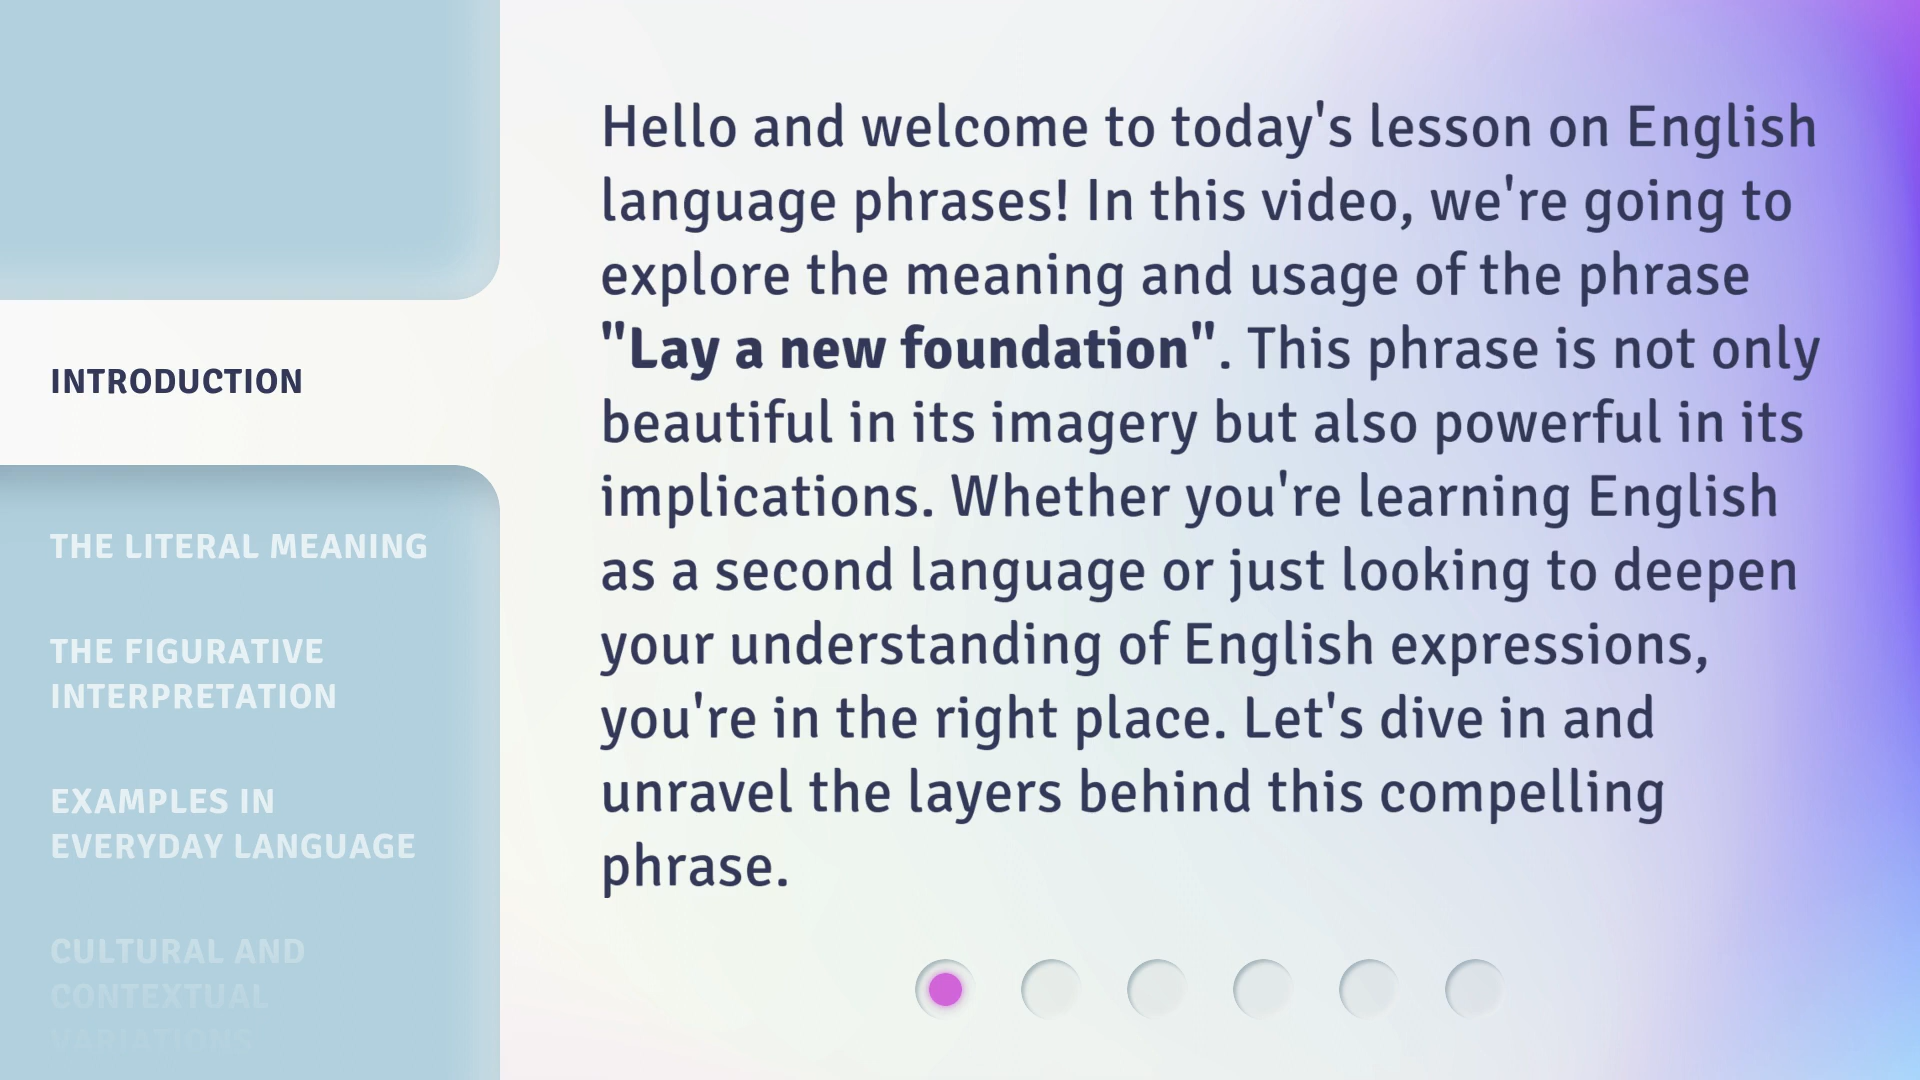 INTRODUCTION
THE LITERAL MEANING
THE FIGURATIVE
INTERPRETATION
EXAMPLES IN
EVERYDAY LANGUAGE
CULTURAL AND
CONTEXTUAL
VARIATIONS
Hello and welcome to today's lesson on English
language phrases! In this video, we're going to
explore the meaning and usage of the phrase
"Lay a new foundation". This phrase is not only
beautiful in its imagery but also powerful in its
implications. Whether you're learning English
as a second language or just looking to deepen
your understanding of English expressions,
you're in the right place. Let's dive in and
unravel the layers behind this compelling
phrase.